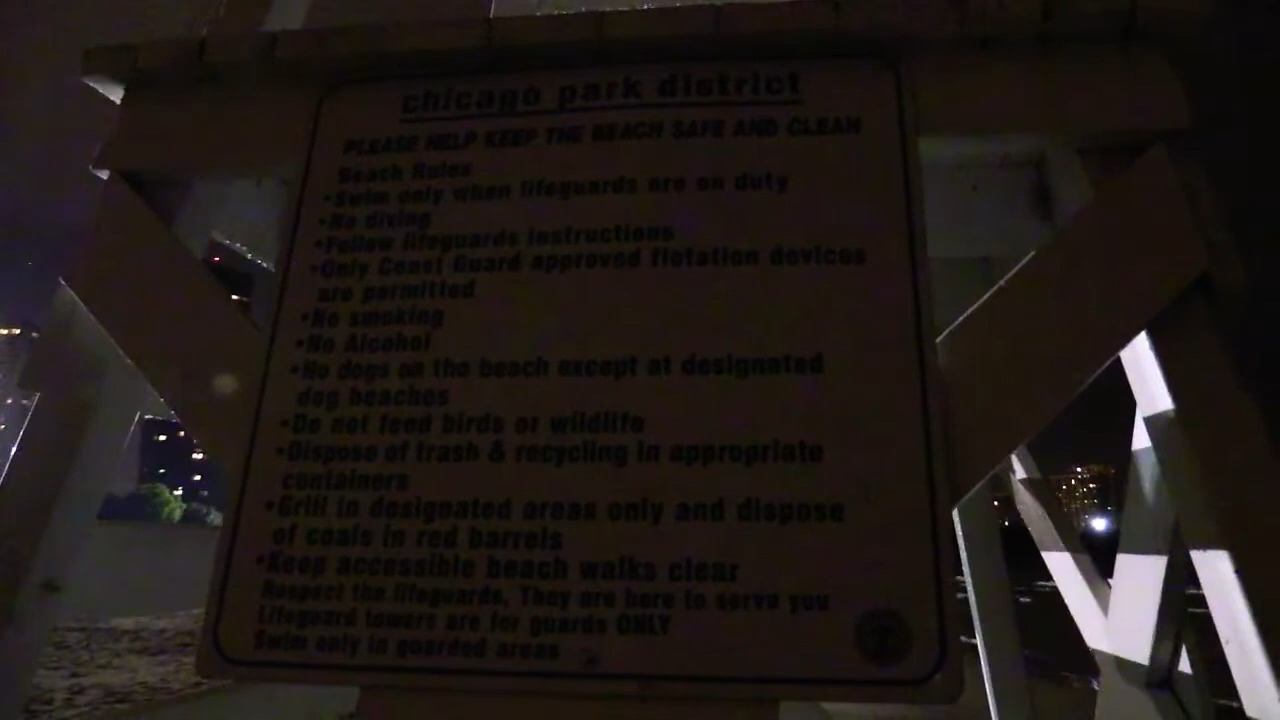 chicago park district
PLEASE HELP KEEP THE BEACH SAFE AND CLEAN
Beach Rules
•Swim only when lifeguards are on duty
•No diving
•Follow lifeguards instructions
•Only Coast Guard approved flotation devices
are permitted
•No smoking
•No Alcohol
•No dogs on the beach except at designated
dog beaches
•Do not feed birds or wildlife
•Dispose of trash & recycling in appropriate
containers
•Grill in designated areas only and dispose
of coals in red barrels
•Keep accessible beach walks clear
Respect the lifeguards, They are here to serve you
Lifeguard towers are for guards ONLY
Swim only in guarded areas